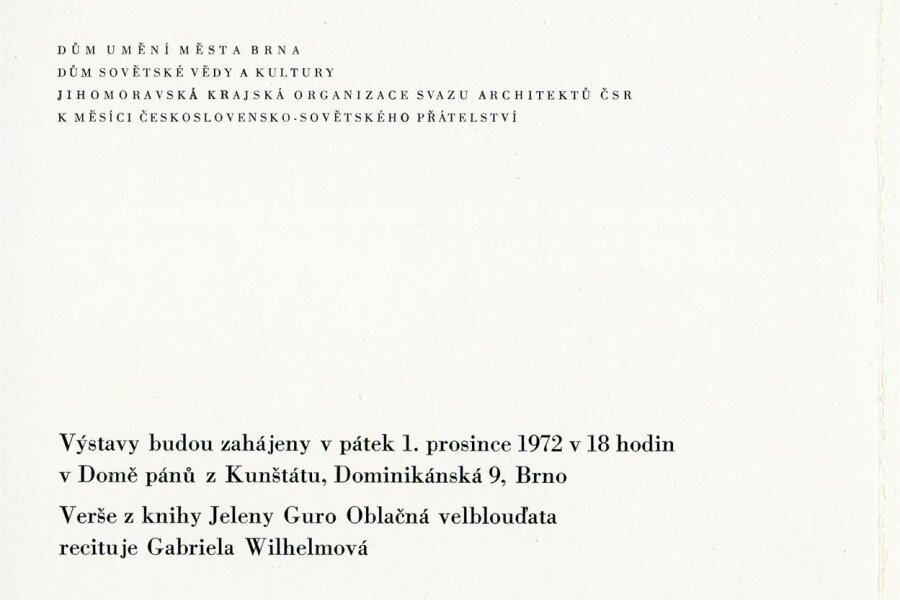 DŮM UMĚNÍ MĚSTA BRNA
DŮM SOVĚTSKÉ VĚDY A KULTURY
JIHOMORAVSKÁ KRAJSKÁ ORGANIZACE SVAZU ARCHITEKTŮ ČSR
K MĚSÍCI ČESKOSLOVENSKO-SOVĚTSKÉHO PŘÁTELSTVÍ
Výstavy budou zahájeny v pátek 1. prosince 1972 v 18 hodin
v Domě pánů z Kunštátu, Dominikánská 9, Brno
Verše z knihy Jeleny Guro Oblačná velblouďata
recituje Gabriela Wilhelmová